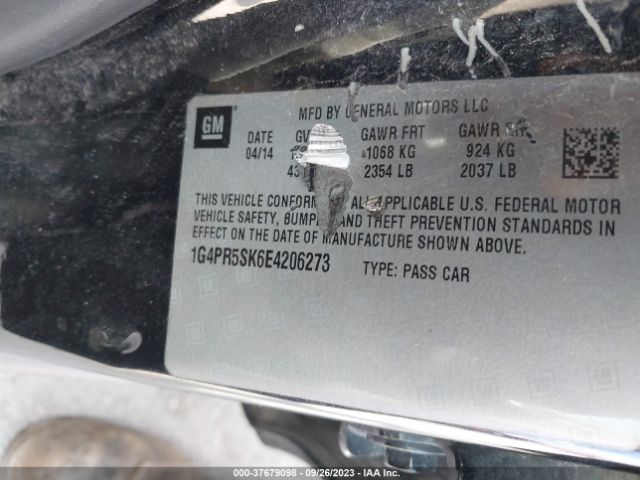 MFD BY GENERAL MOTORS LLC
GM
DATE GAWR FRT GAWR
04/14 1068 KG 924 KG
2354 LB 2037 LB
THIS VEHICLE CONFORMS ALL APPLICABLE U.S. FEDERAL MOTOR
VEHICLE SAFETY, AND THEFT PREVENTION STANDARDS IN
EFFECT ON THE DATE OF MANUFACTURE SHOWN ABOVE.
1G4PR5SK6E4206273 TYPE: PASS CAR
000-37679098 - 09/26/2023 - IAA Inc.